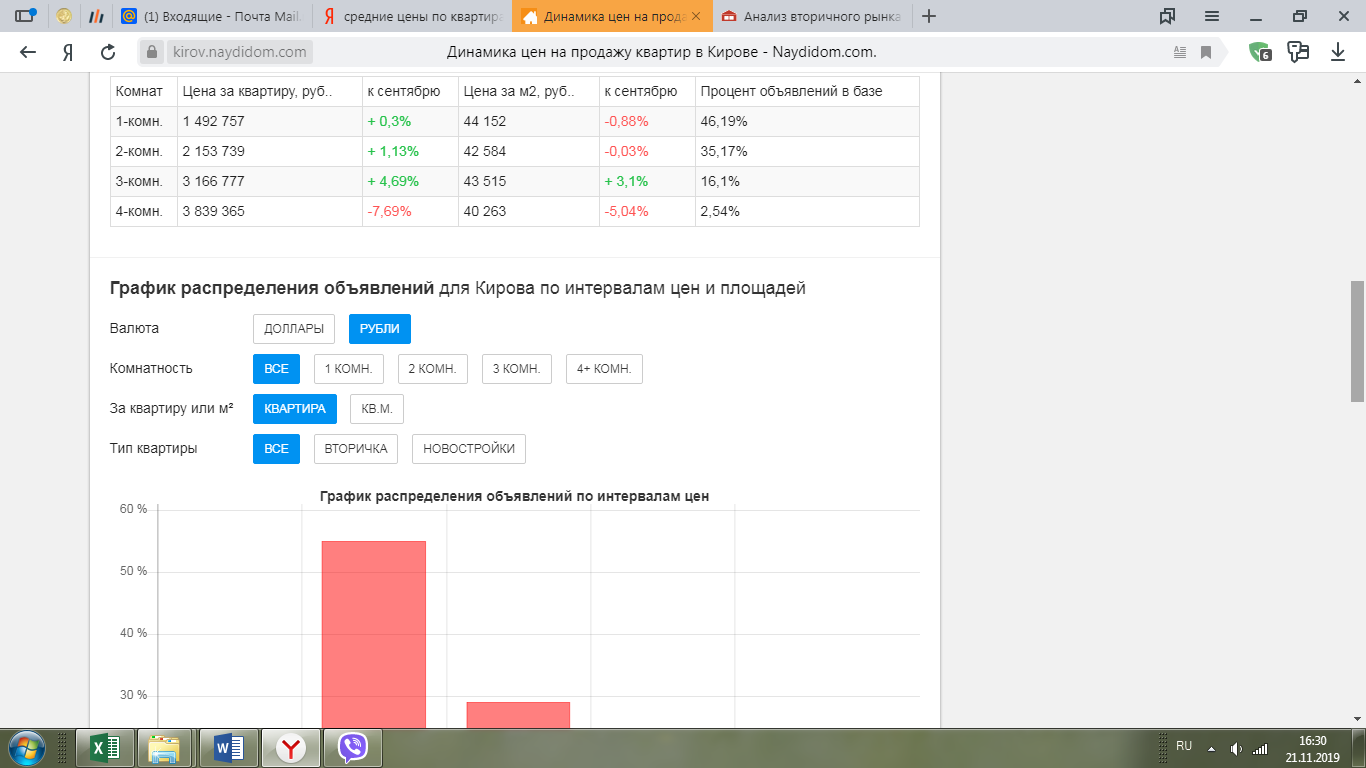 (1) Входящие - Почта Mail.
средние цены по квартира
Динамика цен на прода
Анализ вторичного рынка
kirov.naydidom.com
Динамика цен на продажу квартир в Кирове - Naydidom.com.
6
Комнат Цена за квартиру, руб.. к сентябрю Цена за м2, руб.. к сентябрю Процент объявлений в базе
1-комн. 1 492 757 + 0,3% 44 152 -0,88% 46,19%
2-комн. 2 153 739 + 1,13% 42 584 -0,03% 35,17%
3-комн. 3 166 777 + 4,69% 43 515 + 3,1% 16,1%
4-комн. 3 839 365 -7,69% 40 263 -5,04% 2,54%
График распределения объявлений для Кирова по интервалам цен и площадей
Валюта ДОЛЛАРЫ РУБЛИ
Комнатность ВСЕ 1 КОМН. 2 КОМН. 3 КОМН. 4+ КОМН.
За квартиру или м² КВАРТИРА КВ.М.
Тип квартиры ВСЕ ВТОРИЧКА НОВОСТРОЙКИ
График распределения объявлений по интервалам цен
60 %
50 %
40 %
30 %
RU
16:30
21.11.2019